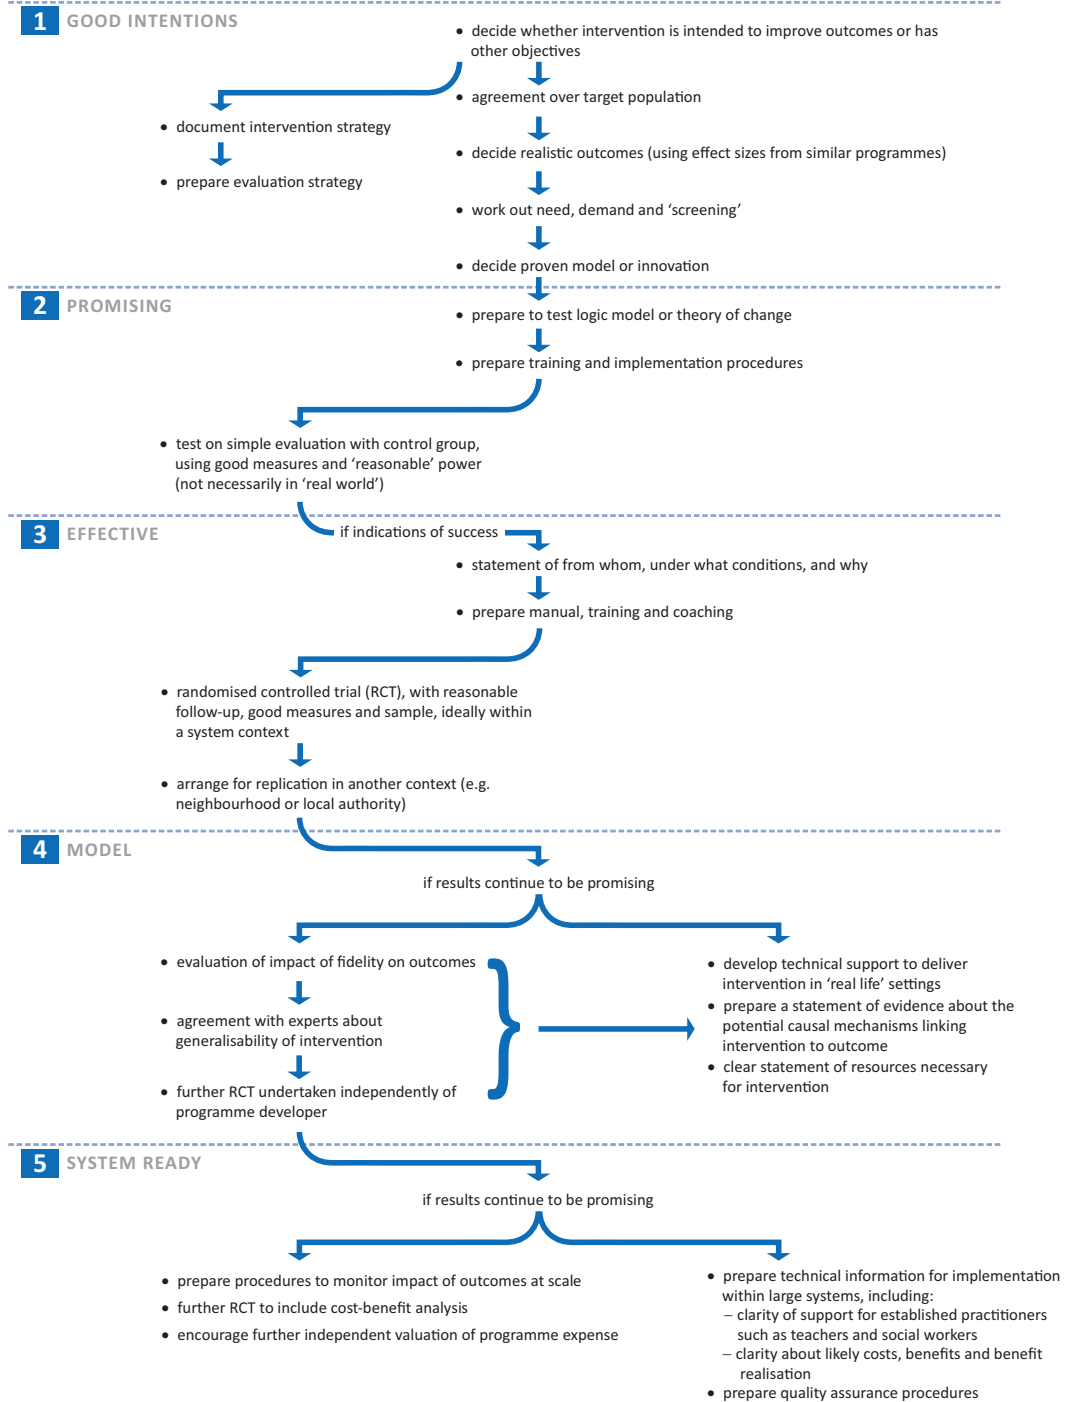 1 GOOD INTENTIONS
• decide whether intervention is intended to improve outcomes or has
other objectives
• agreement over target population
• document intervention strategy
• decide realistic outcomes (using effect sizes from similar programmes)
• prepare evaluation strategy
• work out need, demand and ‘screening’
• decide proven model or innovation
2 PROMISING
• prepare to test logic model or theory of change
• prepare training and implementation procedures
• test on simple evaluation with control group,
using good measures and ‘reasonable’ power
(not necessarily in ‘real world’)
3 EFFECTIVE
if indications of success
• statement of from whom, under what conditions, and why
• prepare manual, training and coaching
• randomised controlled trial (RCT), with reasonable
follow-up, good measures and sample, ideally within
a system context
• arrange for replication in another context (e.g.
neighbourhood or local authority)
4 MODEL
if results continue to be promising
• evaluation of impact of fidelity on outcomes
• agreement with experts about
generalisability of intervention
• further RCT undertaken independently of
programme developer
• develop technical support to deliver
intervention in ‘real life’ settings
• prepare a statement of evidence about the
potential causal mechanisms linking
intervention to outcome
• clear statement of resources necessary
for intervention
5 SYSTEM READY
if results continue to be promising
• prepare procedures to monitor impact of outcomes at scale
• further RCT to include cost-benefit analysis
• encourage further independent valuation of programme expense
• prepare technical information for implementation
within large systems, including:
– clarity of support for established practitioners
such as teachers and social workers
– clarity about likely costs, benefits and benefit
realisation
• prepare quality assurance procedures